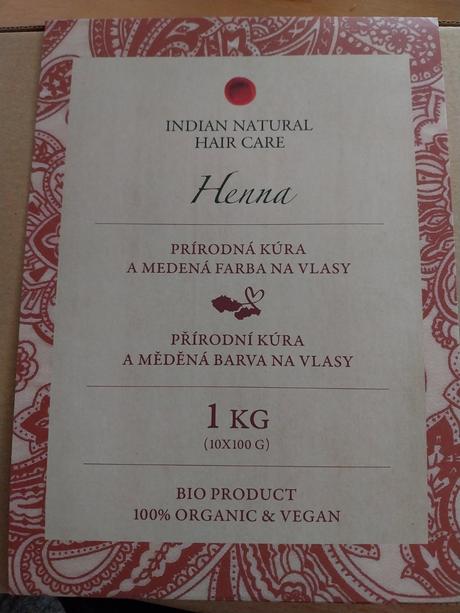 INDIAN NATURAL
HAIR CARE
Henna
PRÍRODNÁ KÚRA
A MEDENÁ FARBA NA VLASY
PŘÍRODNÍ KÚRA
A MĚDĚNÁ BARVA NA VLASY
1 KG
(10X100 G)
BIO PRODUCT
100% ORGANIC & VEGAN